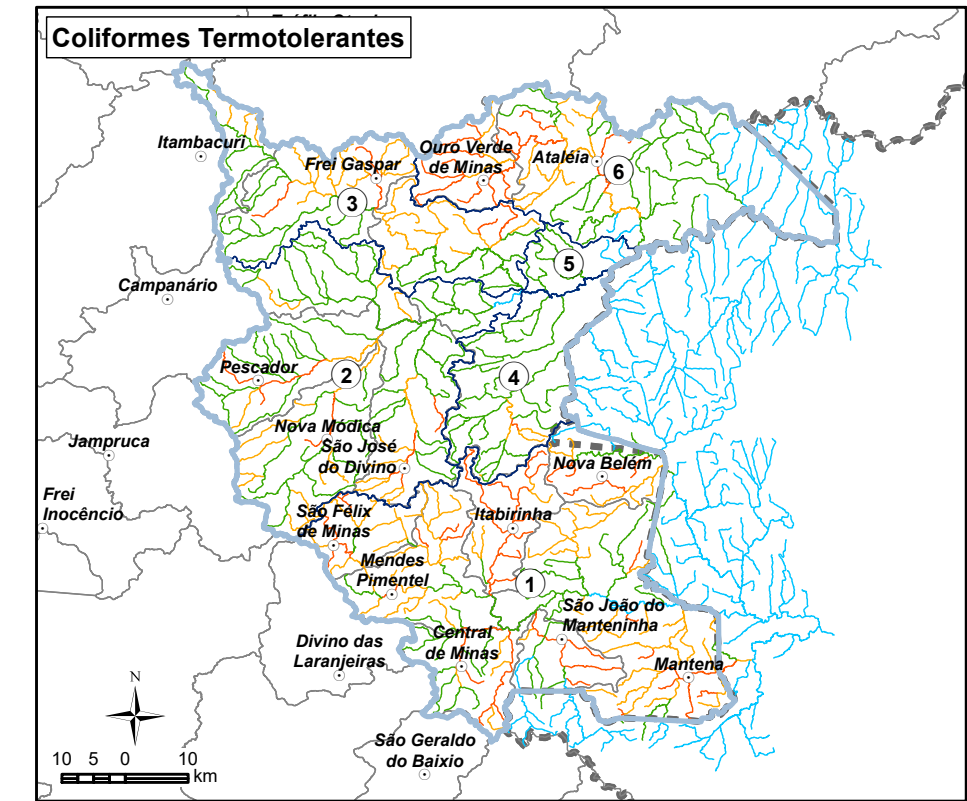 Coliformes Termotolerantes
Itambacuri
Frei Gaspar
Ouro Verde
de Minas
Ataléia
6
3
5
Campanário
Pescador
2
4
Nova Módica
São José
do Divino
Jampruca
Nova Belém
Frei
Inocêncio
São Félix
de Minas
Itabirinha
Mendes
Pimentel
1
São João do
Manteninha
Divino das
Laranjeiras
Central
de Minas
Mantena
N
São Geraldo
do Baixio
10 5 0 10
km